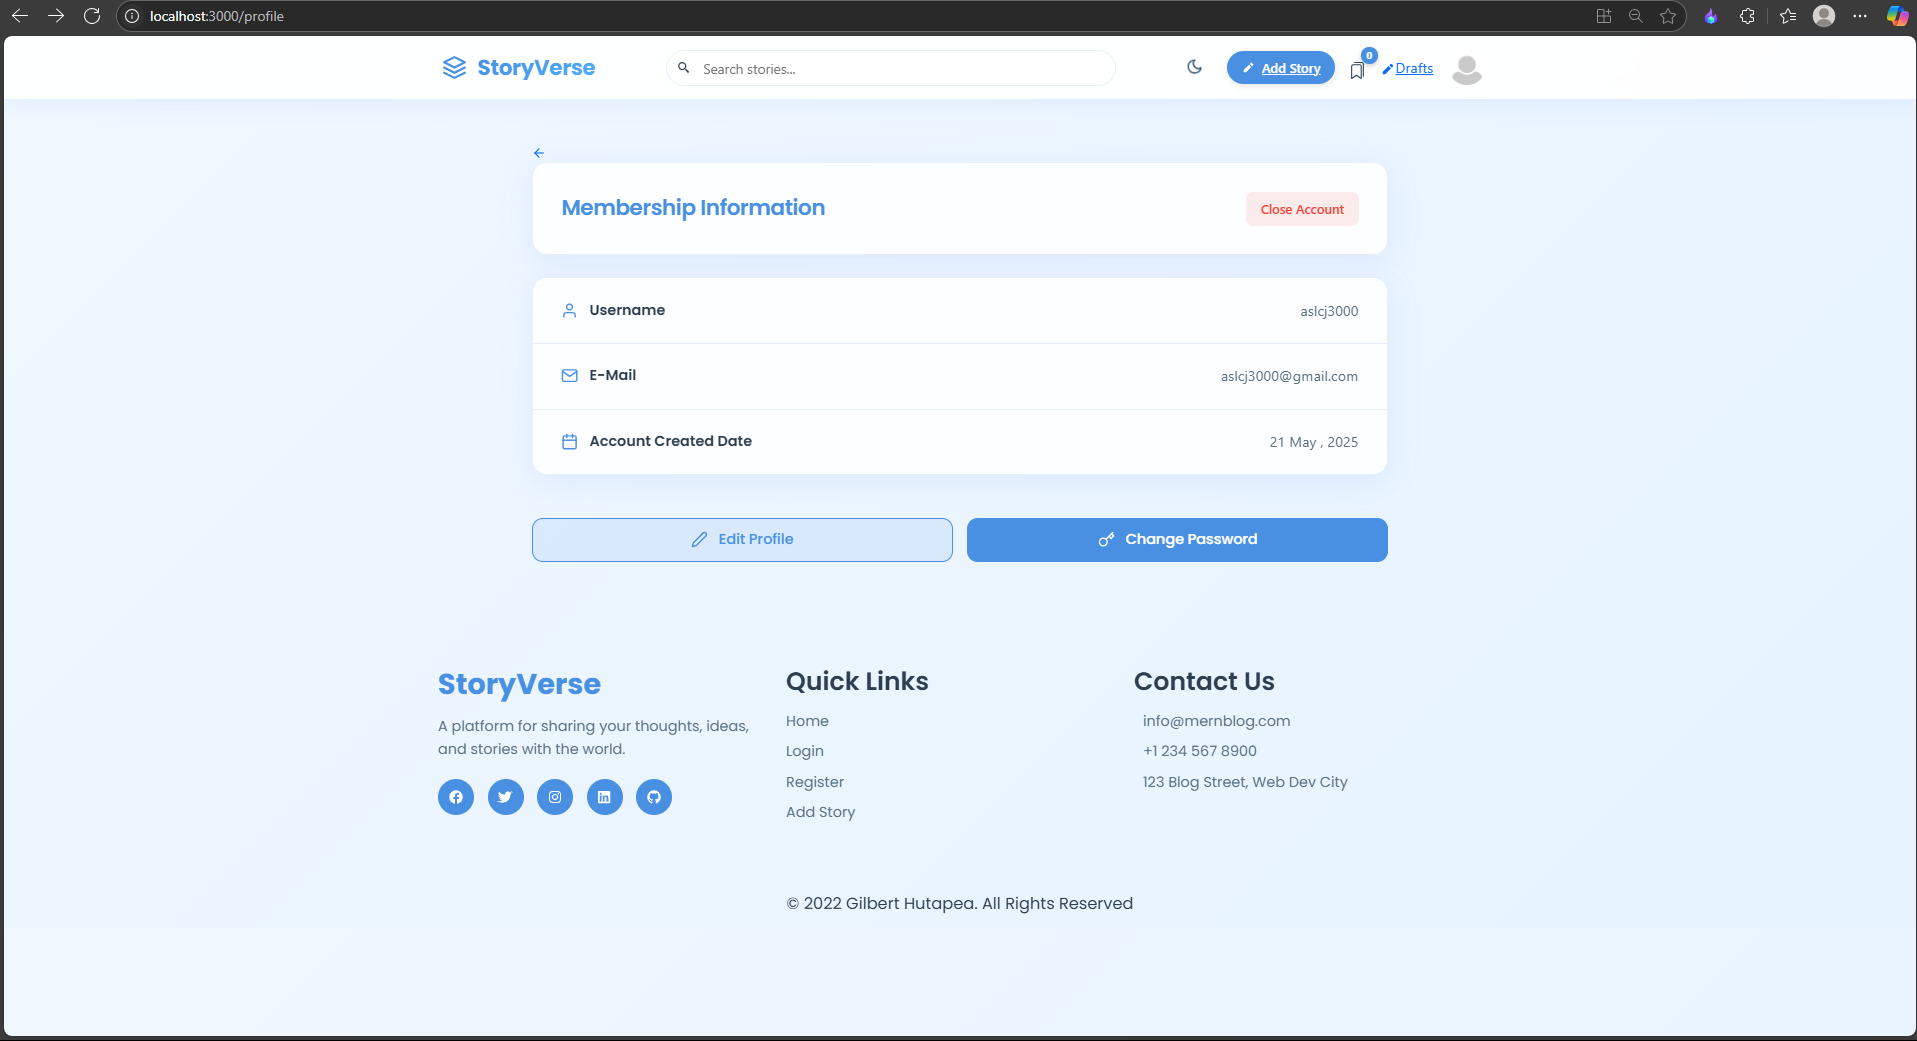 localhost:3000/profile
StoryVerse
Search stories...
Add Story
0
Drafts
Membership Information
Close Account
Username
aslcj3000
E-Mail
aslcj3000@gmail.com
Account Created Date
21 May , 2025
Edit Profile
Change Password
StoryVerse
A platform for sharing your thoughts, ideas,
and stories with the world.
Quick Links
Home
Login
Register
Add Story
Contact Us
info@mernblog.com
+1 234 567 8900
123 Blog Street, Web Dev City
© 2022 Gilbert Hutapea. All Rights Reserved